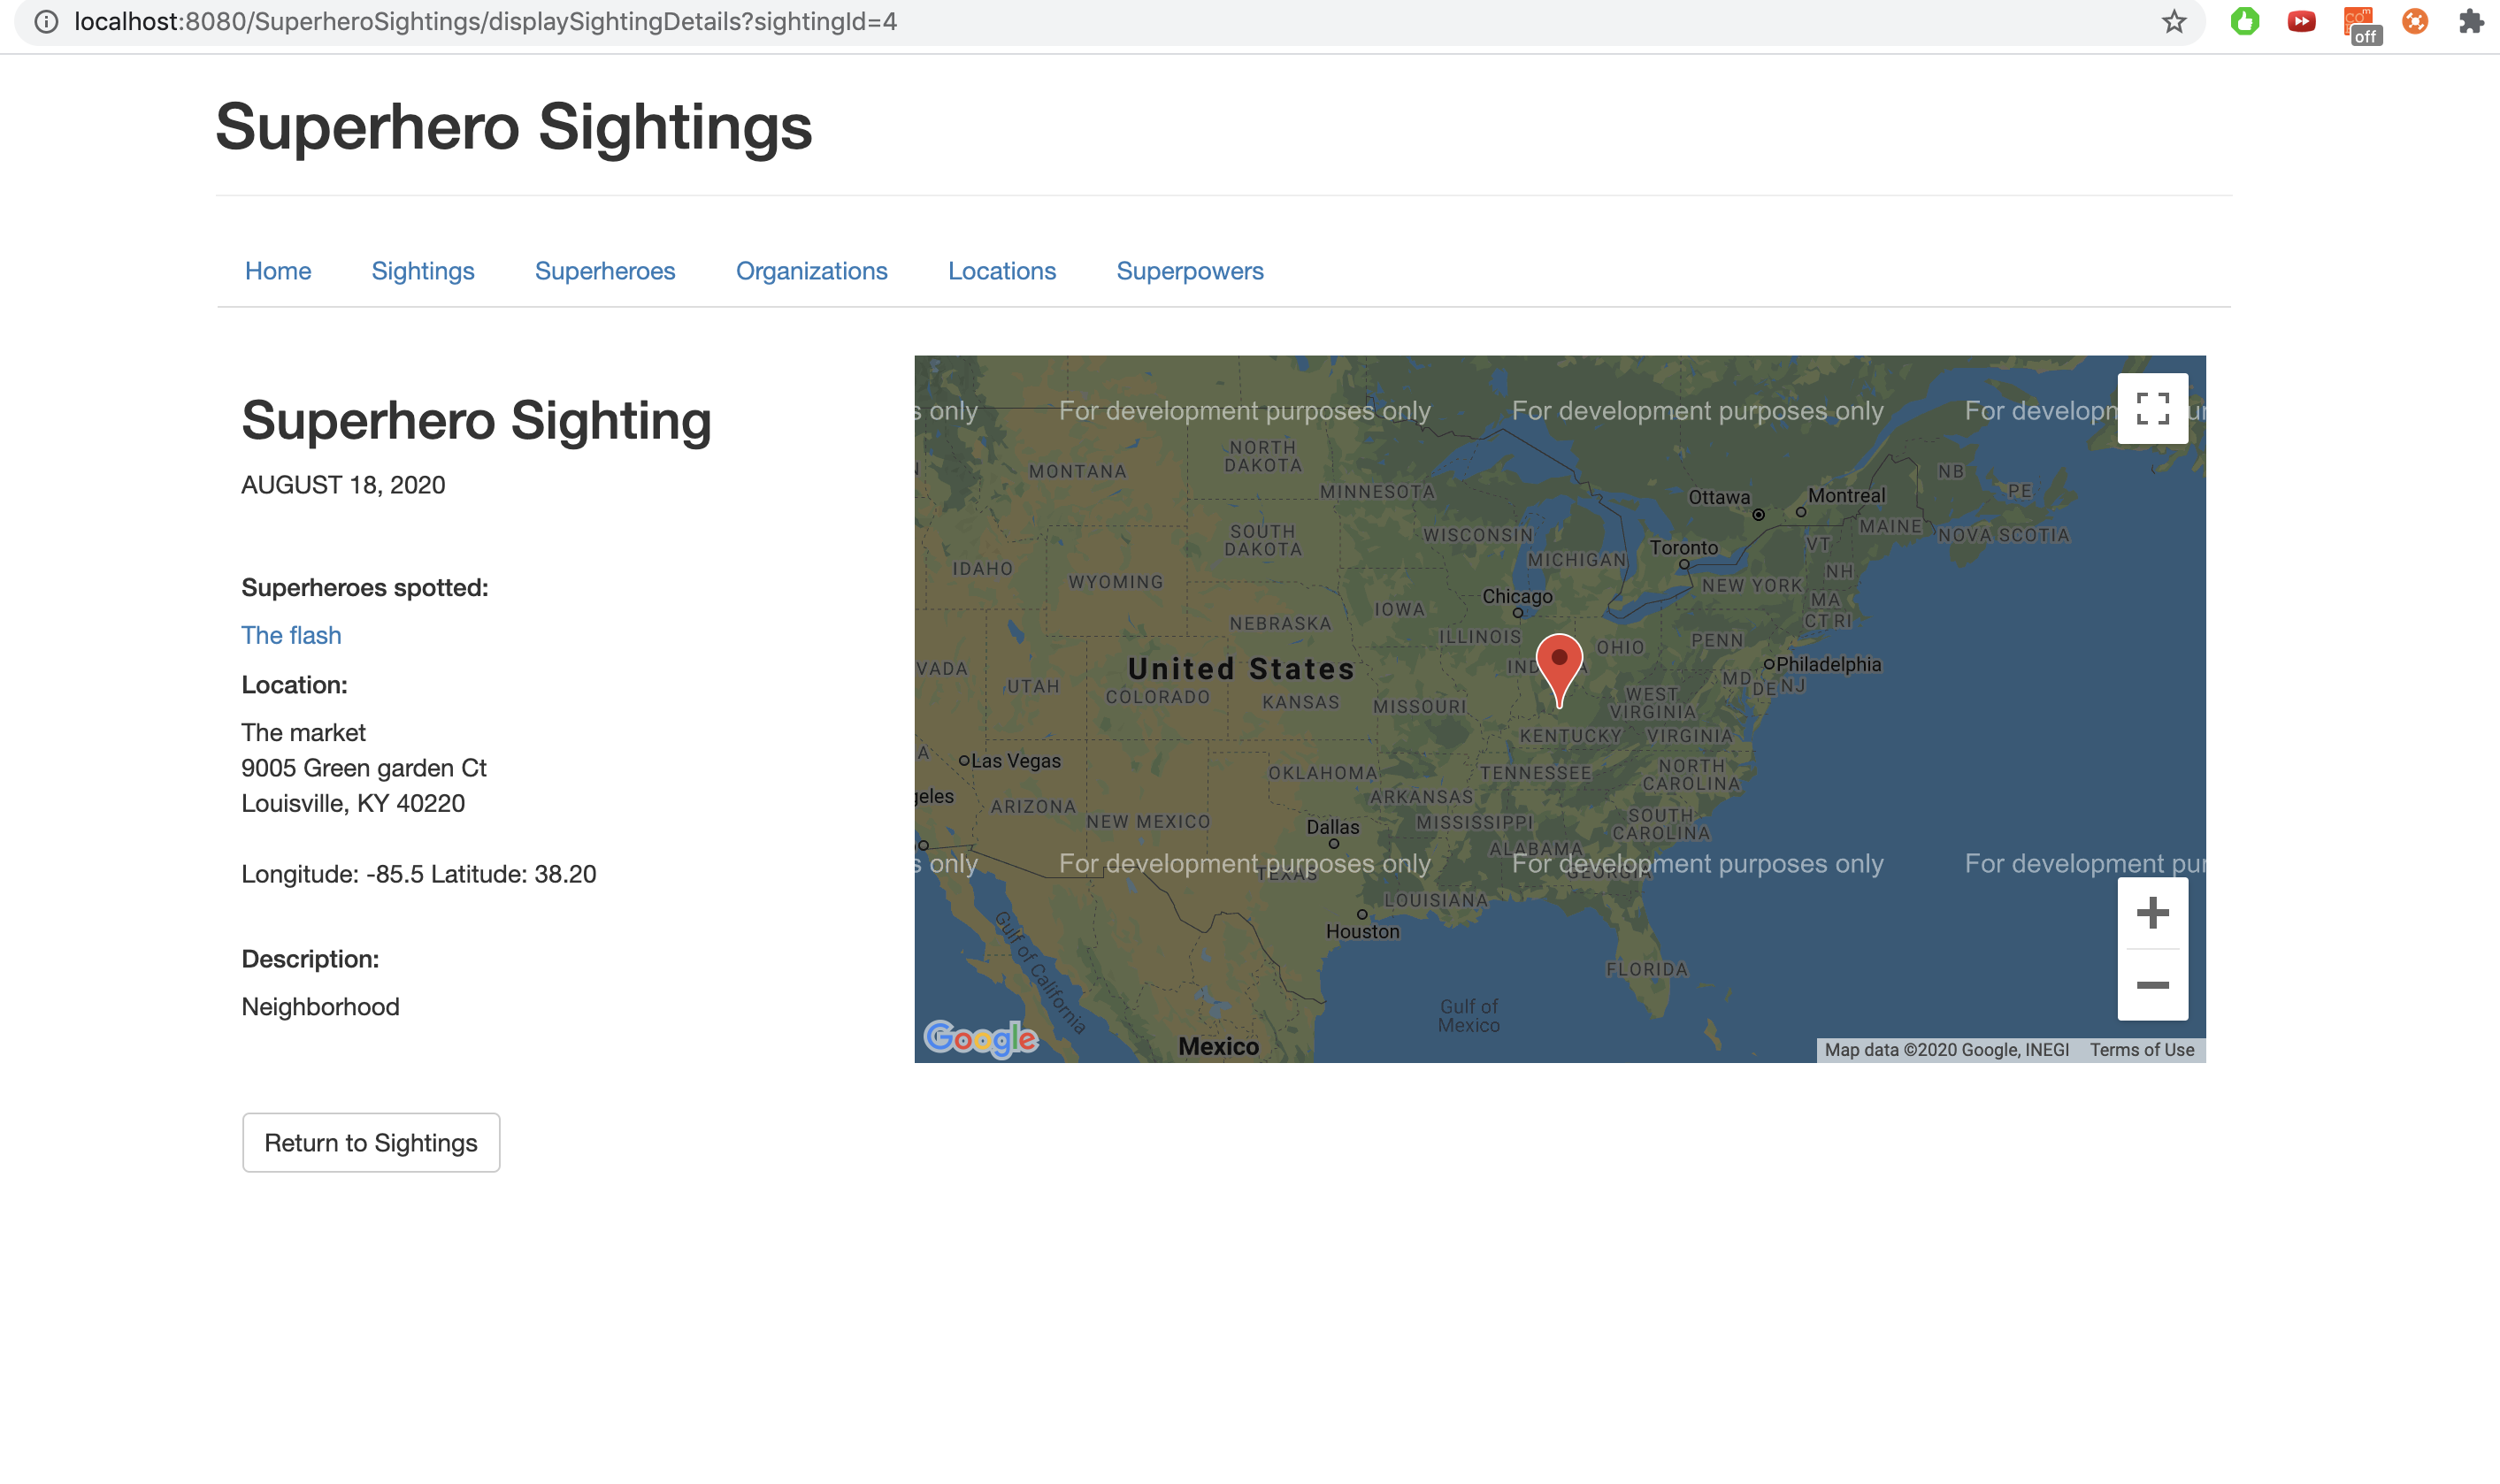 localhost:8080/SuperheroSightings/displaySightingDetails?sightingId=4
off
Superhero Sightings
Home Sightings Superheroes Organizations Locations Superpowers
Superhero Sighting
AUGUST 18, 2020
Superheroes spotted:
The flash
Location:
The market
9005 Green garden Ct
Louisville, KY 40220
Longitude: -85.5 Latitude: 38.20
Description:
Neighborhood
Return to Sightings
s only For development purposes only For development purposes only For developm ur
NORTH
DAKOTA
MONTANA
MINNESOTA
NB
PE
Ottawa
Montreal
MAINE
NOVA SCOTIA
SOUTH
DAKOTA
WISCONSIN
MICHIGAN
Toronto
VT
NH
IDAHO
WYOMING
NEW YORK
MA
CT RI
Chicago
IOWA
NEBRASKA
ILLINOIS
OHIO
PENN
Philadelphia
IND A
VADA
United States
UTAH
COLORADO
KANSAS
MISSOURI
WEST
VIRGINIA
MD
DE NJ
KENTUCKY
VIRGINIA
A
Las Vegas
OKLAHOMA
TENNESSEE
NORTH
CAROLINA
geles
ARIZONA
NEW MEXICO
ARKANSAS
MISSISSIPPI
SOUTH
CAROLINA
Dallas
ALABAMA
s only For development purposes only For development purposes only For development pur
TEXAS
GEORGIA
LOUISIANA
Houston
Gulf of California
FLORIDA
Gulf of
Mexico
Mexico
Google
Map data ©2020 Google, INEGI Terms of Use